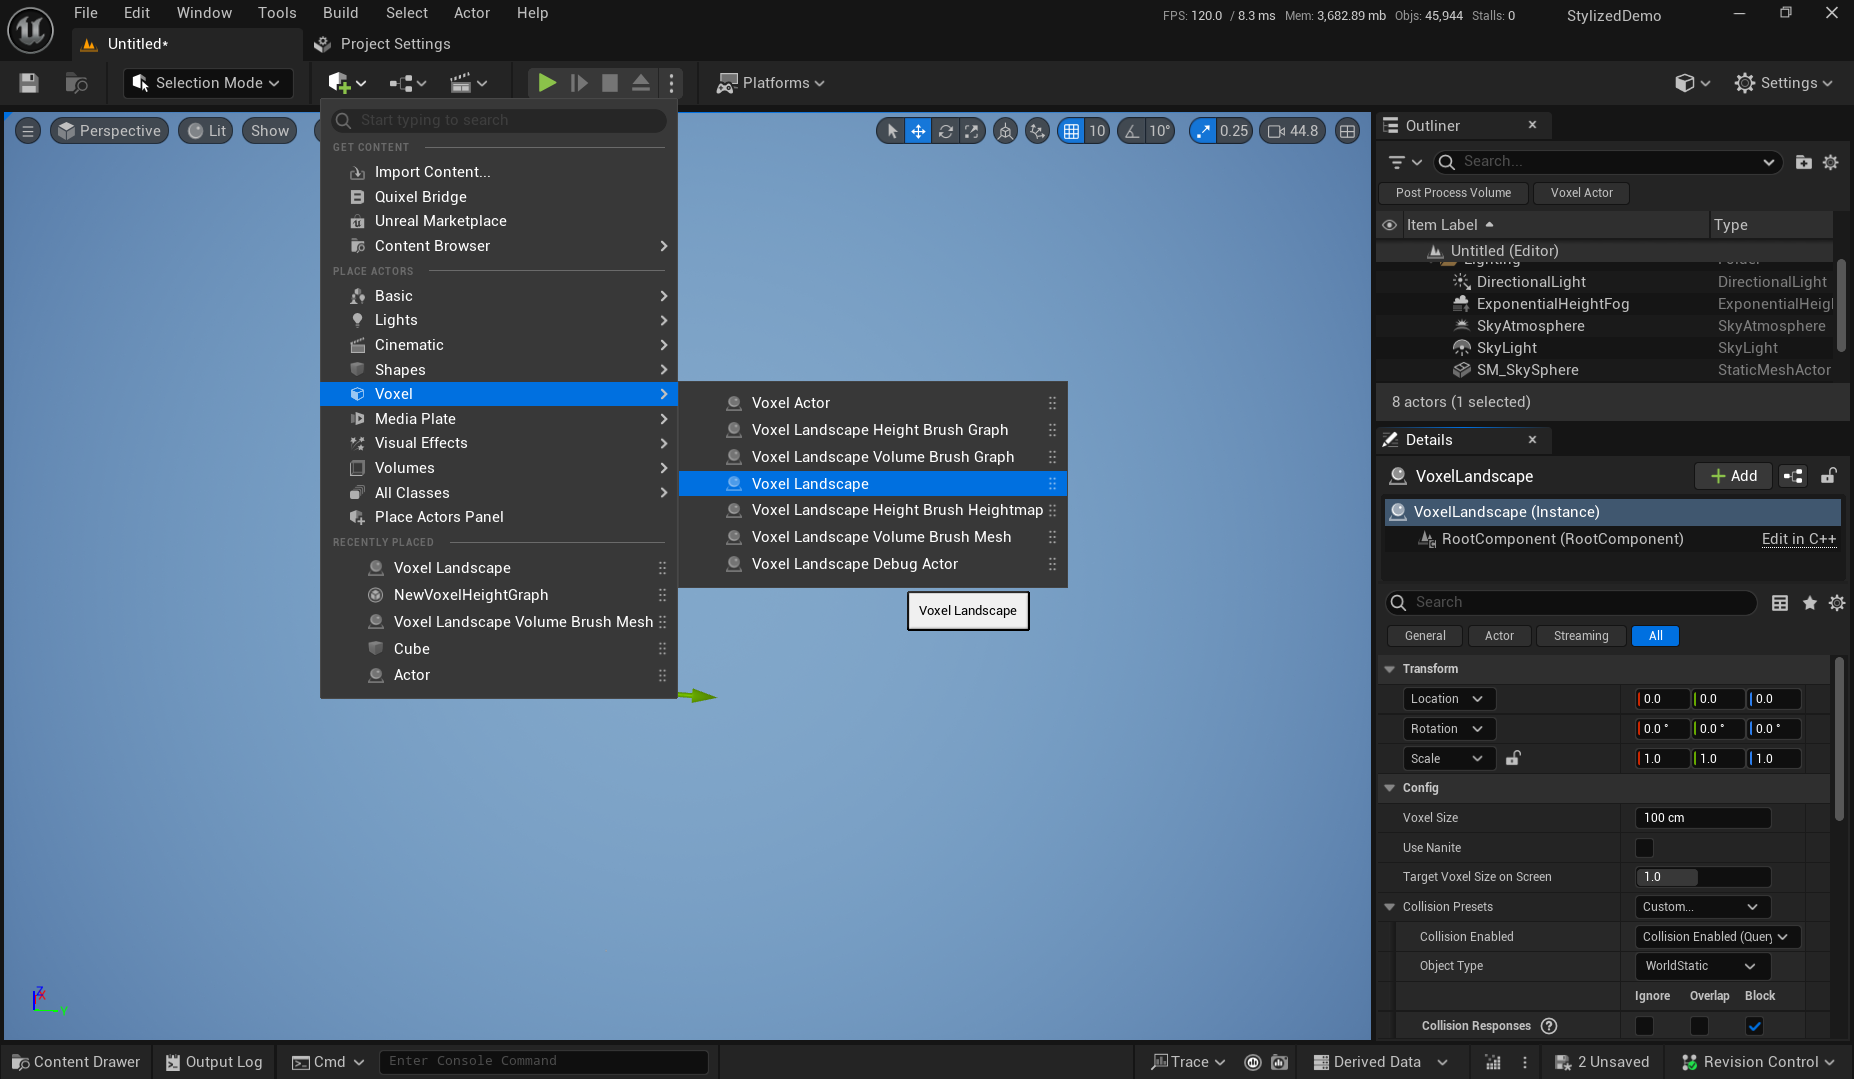 File Edit Window Tools Build Select Actor Help
FPS: 120.0 / 8.3 ms Mem: 3,682.89 mb Objs: 45,944 Stalls: 0 StylizedDemo
Untitled* Project Settings
Selection Mode Platforms Settings
Perspective Lit Show
10 10° 0.25 44.8
Start typing to search
GET CONTENT
Import Content...
Quixel Bridge
Unreal Marketplace
Content Browser
PLACE ACTORS
Basic
Lights
Cinematic
Shapes
Voxel
Media Plate
Visual Effects
Volumes
All Classes
Place Actors Panel
RECENTLY PLACED
Voxel Landscape
NewVoxelHeightGraph
Voxel Landscape Volume Brush Mesh
Cube
Actor
Voxel Actor
Voxel Landscape Height Brush Graph
Voxel Landscape Volume Brush Graph
Voxel Landscape
Voxel Landscape Height Brush Heightmap
Voxel Landscape Volume Brush Mesh
Voxel Landscape Debug Actor
Voxel Landscape
Z
X
Y
Outliner
Search...
Post Process Volume Voxel Actor
Item Label Type
Untitled (Editor)
Lighting Folder
DirectionalLight DirectionalLight
ExponentialHeightFog ExponentialHeigl
SkyAtmosphere SkyAtmosphere
SkyLight SkyLight
SM_SkySphere StaticMeshActor
8 actors (1 selected)
Details
VoxelLandscape Add
VoxelLandscape (Instance)
RootComponent (RootComponent) Edit in C++
Search
General Actor Streaming All
Transform
Location 0.0 0.0 0.0
Rotation 0.0 ° 0.0 ° 0.0 °
Scale 1.0 1.0 1.0
Config
Voxel Size 100 cm
Use Nanite
Target Voxel Size on Screen 1.0
Collision Presets Custom...
Collision Enabled Collision Enabled (Query
Object Type WorldStatic
Ignore Overlap Block
Collision Responses ?
Content Drawer Output Log Cmd Enter Console Command Trace Derived Data 2 Unsaved Revision Control